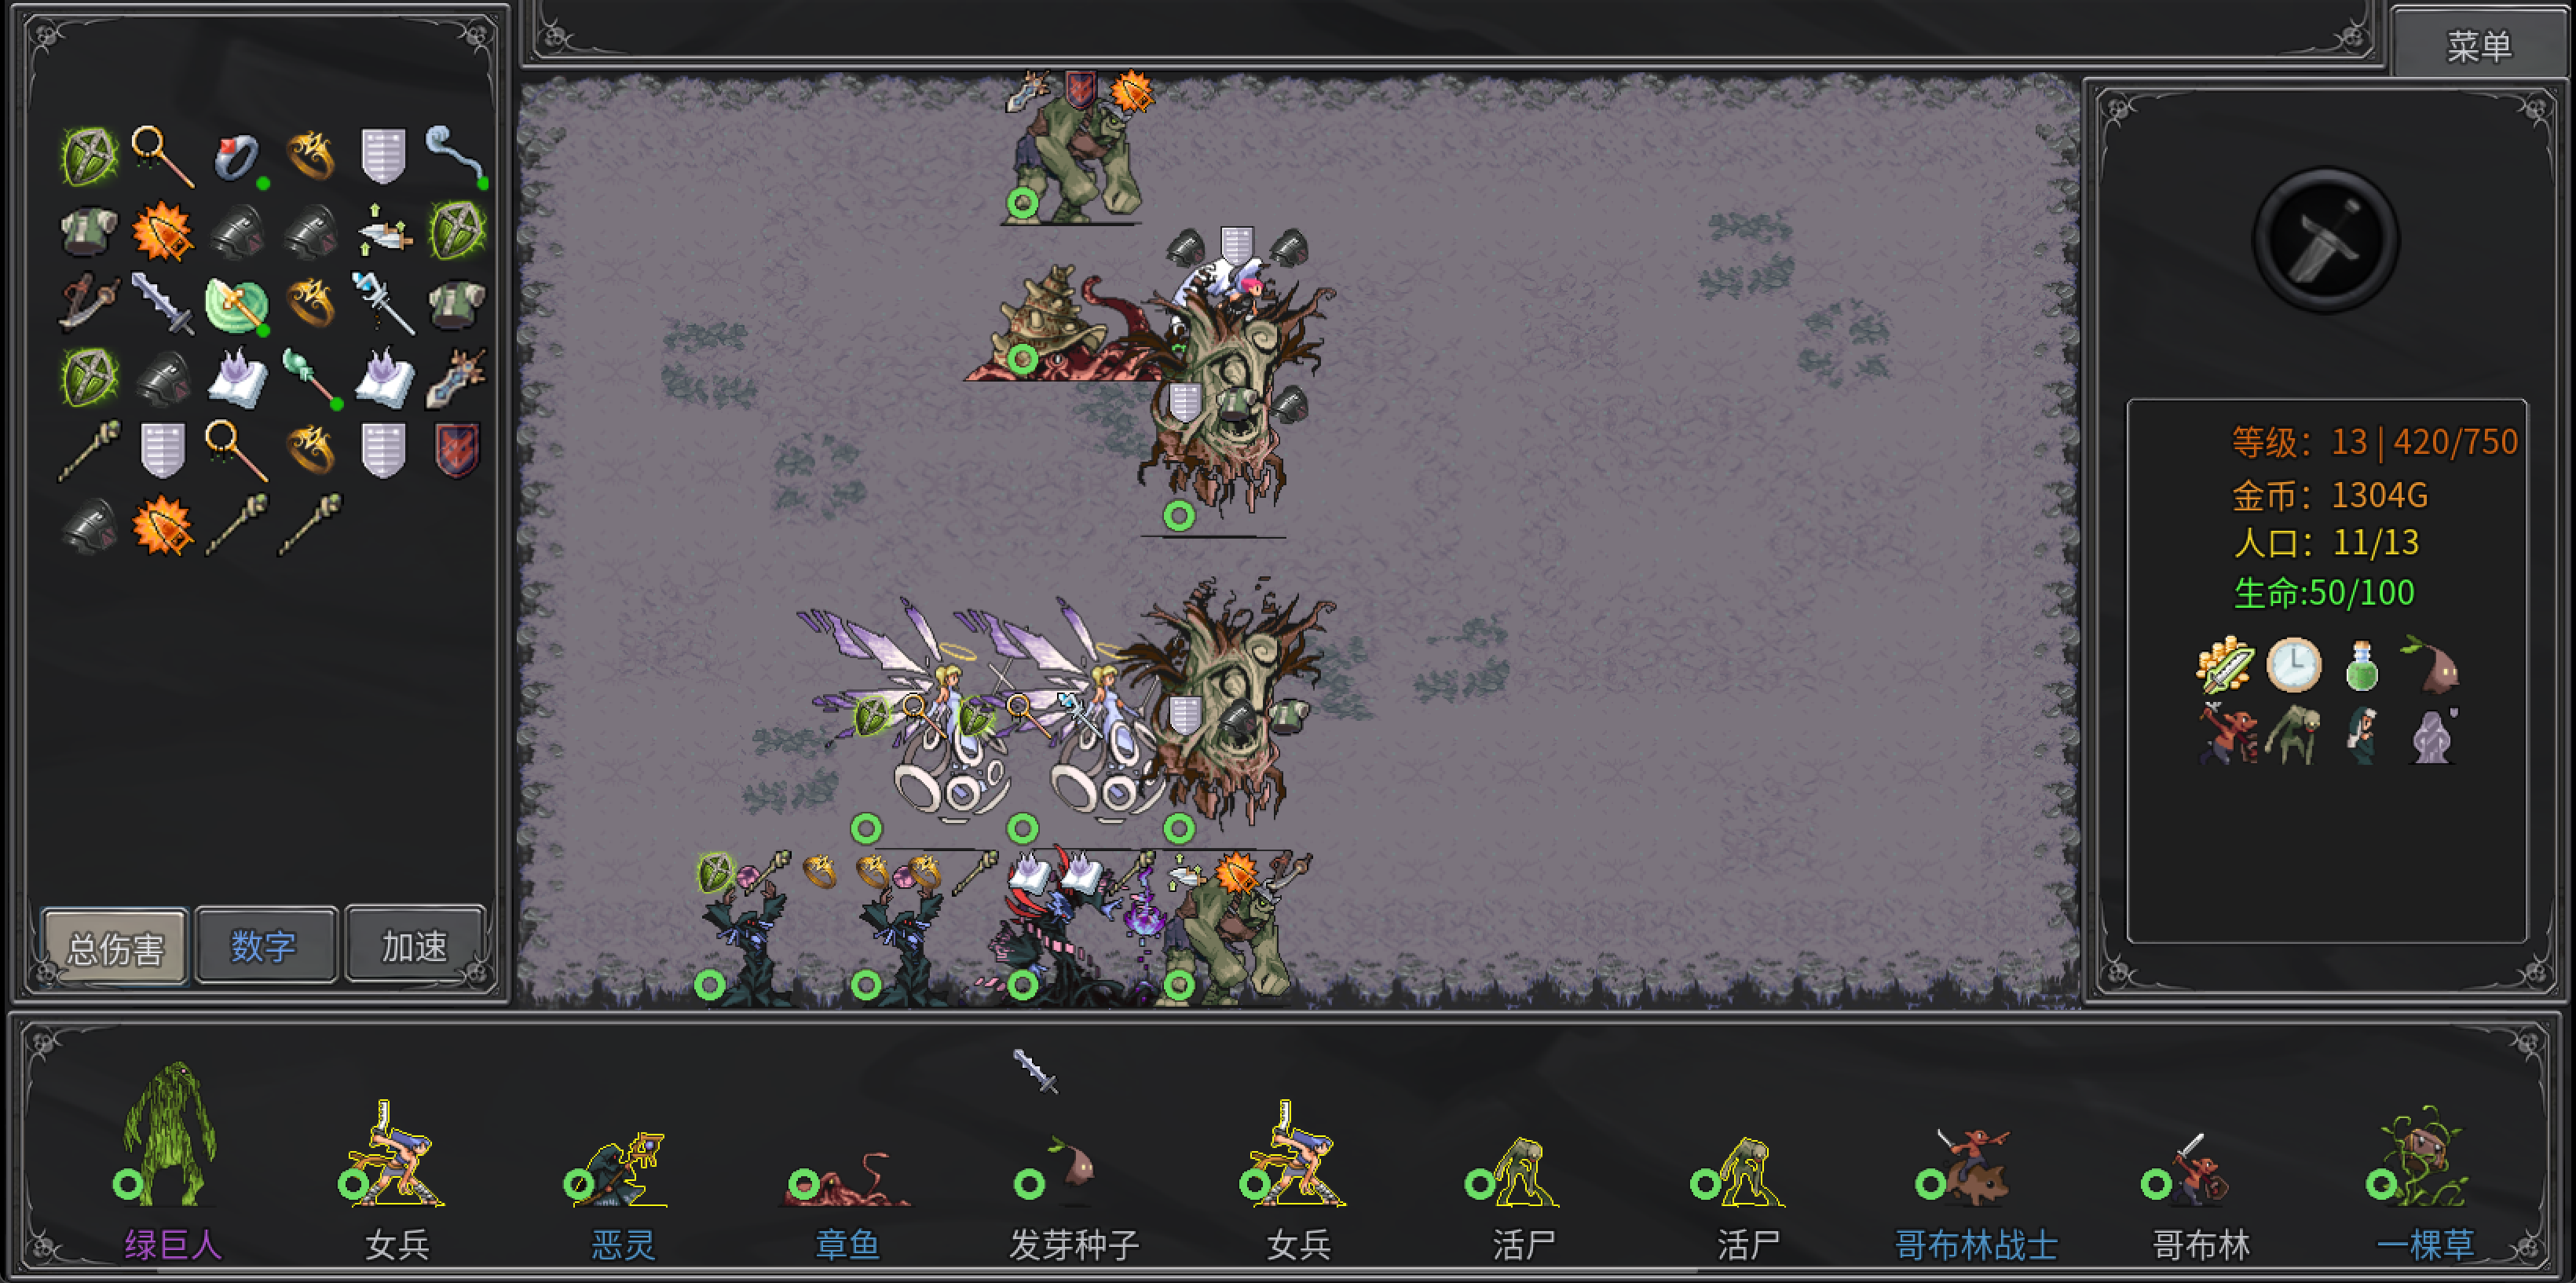 菜单
等级：13 | 420/750
金币：1304G
人口：11/13
生命:50/100
总伤害
数字
加速
绿巨人
女兵
恶灵
章鱼
发芽种子
女兵
活尸
活尸
哥布林战士
哥布林
一棵草